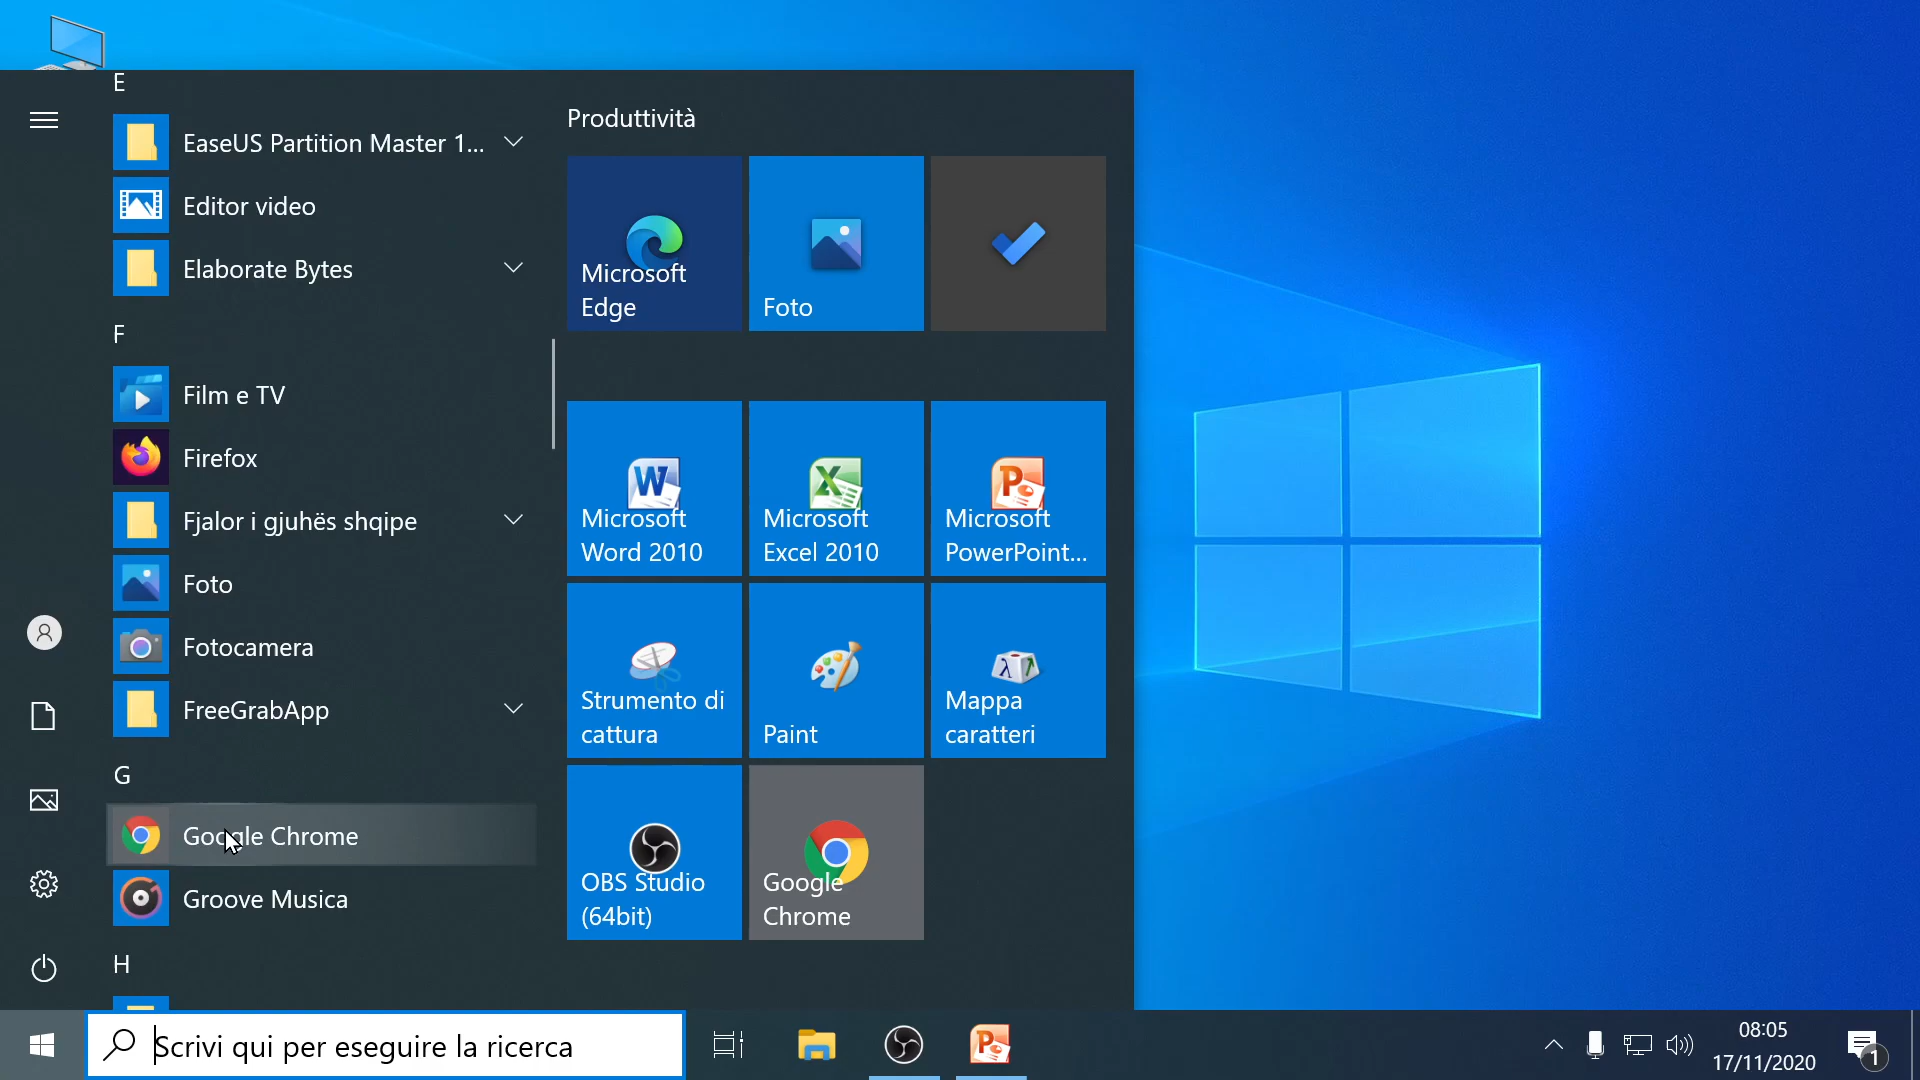 E
EaseUS Partition Master 1...
Editor video
Elaborate Bytes
F
Film e TV
Firefox
Fjalor i gjuhës shqipe
Foto
Fotocamera
FreeGrabApp
G
Google Chrome
Groove Musica
H
Produttività
Microsoft
Edge
Foto
Microsoft
Word 2010
Microsoft
Excel 2010
Microsoft
PowerPoint...
Strumento di
cattura
Paint
Mappa
caratteri
OBS Studio
(64bit)
Google
Chrome
Scrivi qui per eseguire la ricerca
08:05
17/11/2020
1